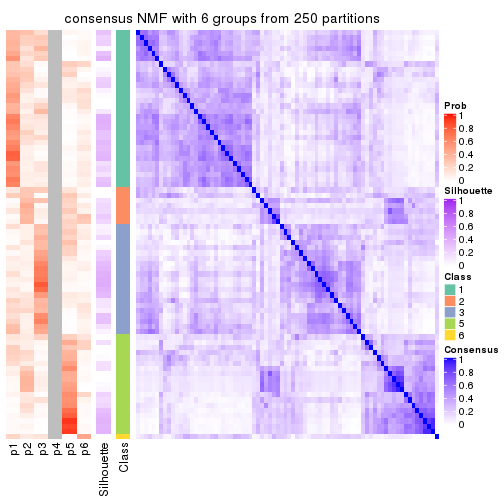 consensus NMF with 6 groups from 250 partitions
Prob
1
0.8
0.6
0.4
0.2
0
Silhouette
1
0.8
0.6
0.4
0.2
0
Class
1
2
3
5
6
Consensus
1
0.8
0.6
0.4
0.2
0
p1
p2
p3
p4
p5
p6
Silhouette
Class